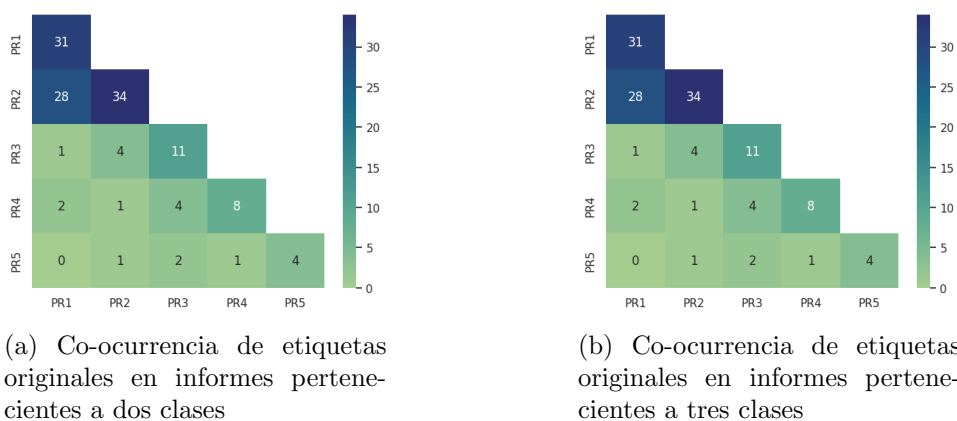 PR1 31
PR2 28 34
PR3 1 4 11
PR4 2 1 4 8
PR5 0 1 2 1 4
PR1 PR2 PR3 PR4 PR5
30
25
20
15
10
5
0
(a) Co-ocurrencia de etiquetas
originales en informes pertene-
cientes a dos clases
PR1 31
PR2 28 34
PR3 1 4 11
PR4 2 1 4 8
PR5 0 1 2 1 4
PR1 PR2 PR3 PR4 PR5
30
25
20
15
10
5
0
(b) Co-ocurrencia de etiquetas
originales en informes pertene-
cientes a tres clases